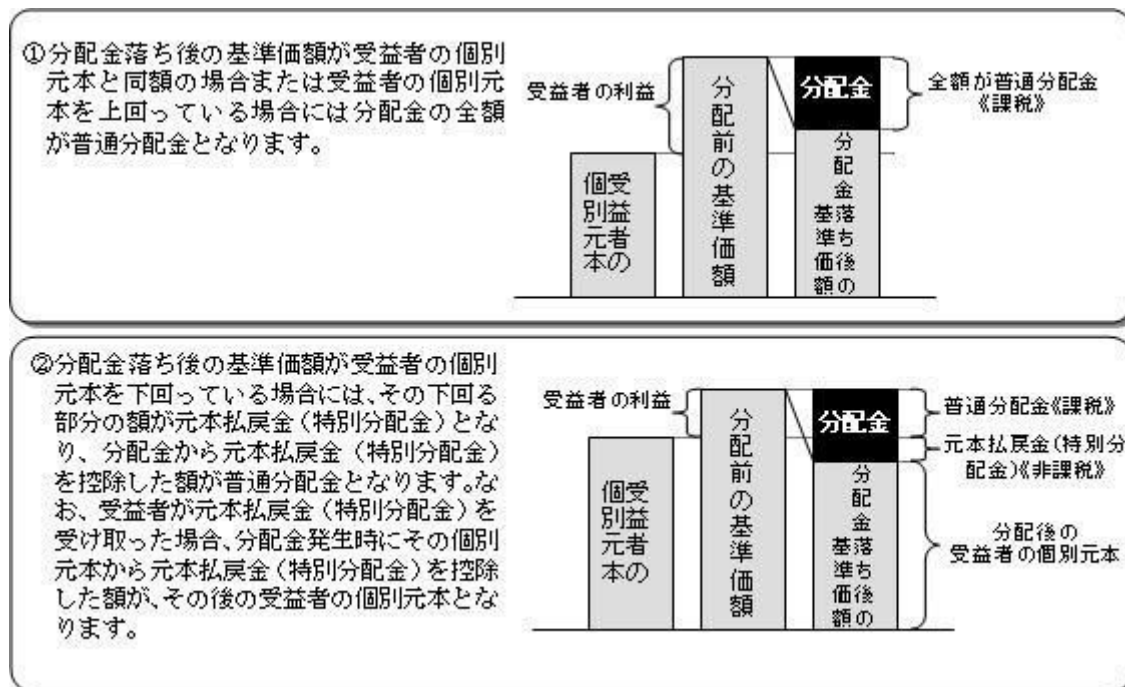 ①分配金落ち後の基準価額が受益者の個別
元本と同額の場合または受益者の個別元
本を上回っている場合には分配金の全額
が普通分配金となります。
受益者の利益
個別元本
受益者の
分配前の基準価額
分配金
分配金落ち後の
基準価額
全額が普通分配金
《課税》
②分配金落ち後の基準価額が受益者の個別
元本を下回っている場合には、その下回る
部分の額が元本払戻金(特別分配金)とな
り、分配金から元本払戻金(特別分配金)
を控除した額が普通分配金となります。な
お、受益者が元本払戻金(特別分配金)を
受け取った場合、分配金発生時にその個別
元本から元本払戻金(特別分配金)を控除
した額が、その後の受益者の個別元本とな
ります。
受益者の利益
受益者の
個別元本
分配前の基準価額
分配金
分配金落ち後の
基準価額
普通分配金《課税》
元本払戻金(特別分
配金)《非課税》
分配後の
受益者の個別元本